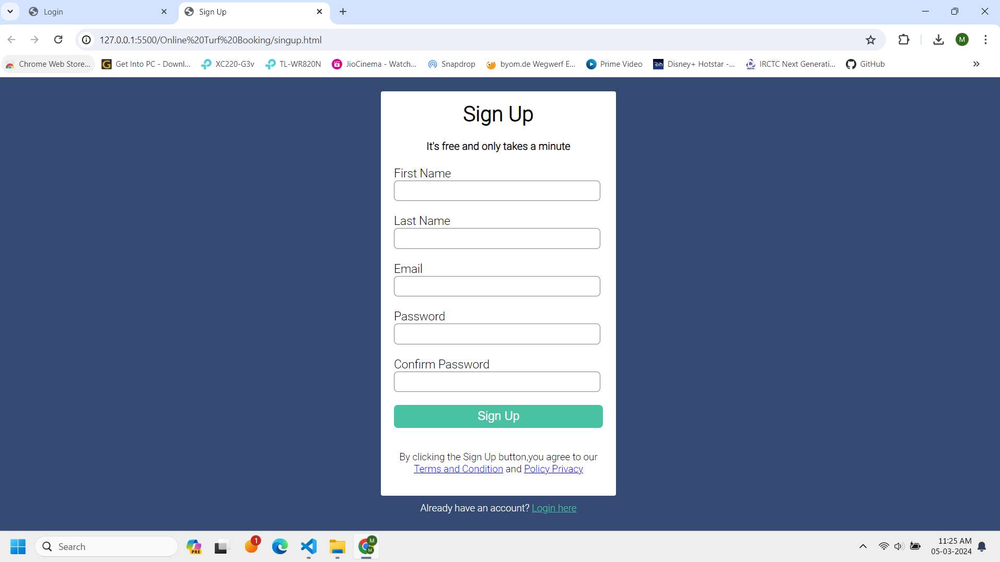 Login
Sign Up
127.0.0.1:5500/Online%20Turf%20Booking/singup.html
M
Chrome Web Store...
Get Into PC - Downl...
XC220-G3v
TL-WR820N
JioCinema - Watch...
Snapdrop
byom.de Wegwerf E...
Prime Video
Disney+ Hotstar -...
IRCTC Next Generati...
GitHub
Sign Up
It's free and only takes a minute
First Name
Last Name
Email
Password
Confirm Password
Sign Up
By clicking the Sign Up button,you agree to our
Terms and Condition and Policy Privacy
Already have an account? Login here
Search
PRE
1
M
M
11:25 AM
05-03-2024